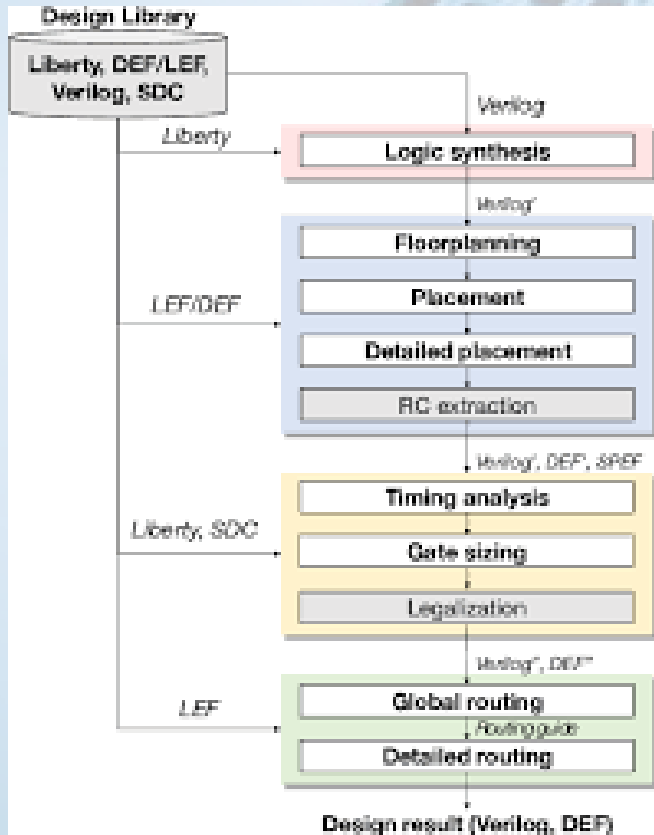 Design Library
Liberty, DEF/LEF,
Verilog, SDC
Verilog
Liberty
Logic synthesis
Verilog'
Floorplanning
Placement
LEF/DEF
Detailed placement
RC extraction
Verilog', DEF', SPEF
Timing analysis
Liberty, SDC
Gate sizing
Legalization
Verilog'', DEF''
Global routing
LEF
Routing guide
Detailed routing
Design result (Verilog, DEF)